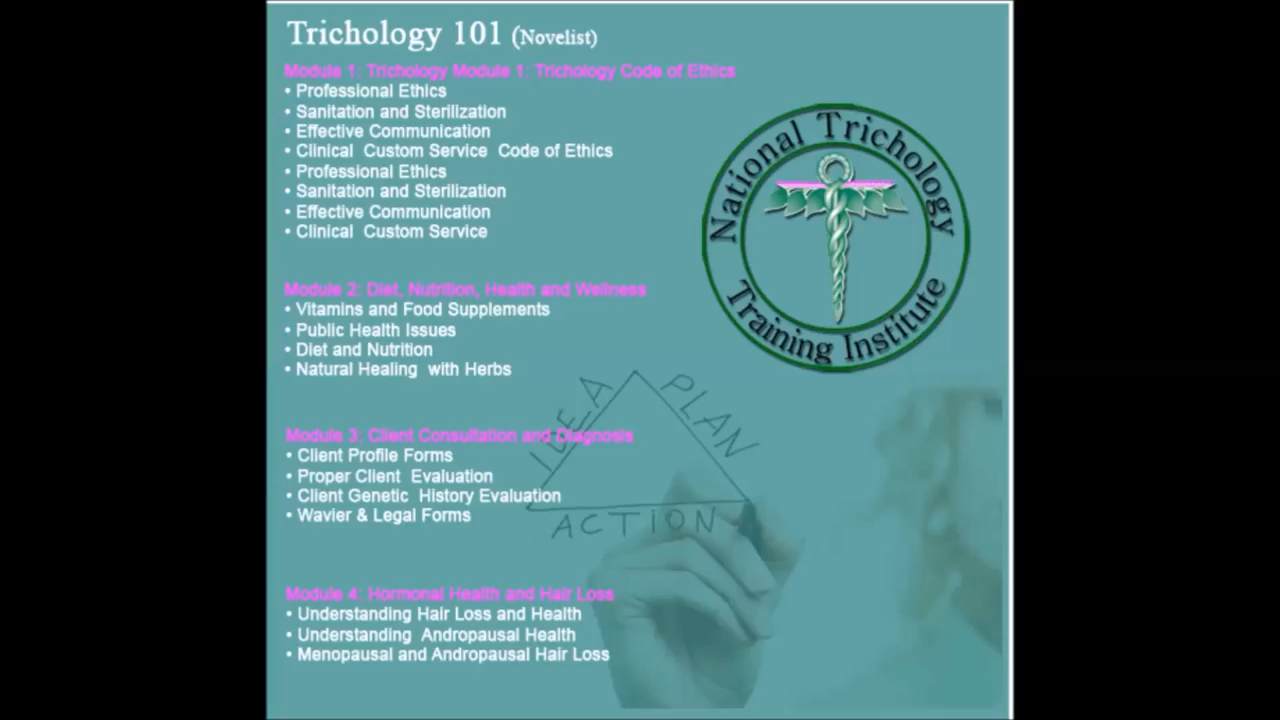 Trichology 101 (Novelist)
Module 1: Trichology Module 1: Trichology Code of Ethics
• Professional Ethics
• Sanitation and Sterilization
• Effective Communication
• Clinical Custom Service Code of Ethics
• Professional Ethics
• Sanitation and Sterilization
• Effective Communication
• Clinical Custom Service
National Trichology
Training Institute
Module 2: Diet, Nutrition, Health and Wellness
• Vitamins and Food Supplements
• Public Health Issues
• Diet and Nutrition
• Natural Healing with Herbs
IDEA
PLAN
ACTION
Module 3: Client Consultation and Diagnosis
• Client Profile Forms
• Proper Client Evaluation
• Client Genetic History Evaluation
• Wavier & Legal Forms
Module 4: Hormonal Health and Hair Loss
• Understanding Hair Loss and Health
• Understanding Andropausal Health
• Menopausal and Andropausal Hair Loss